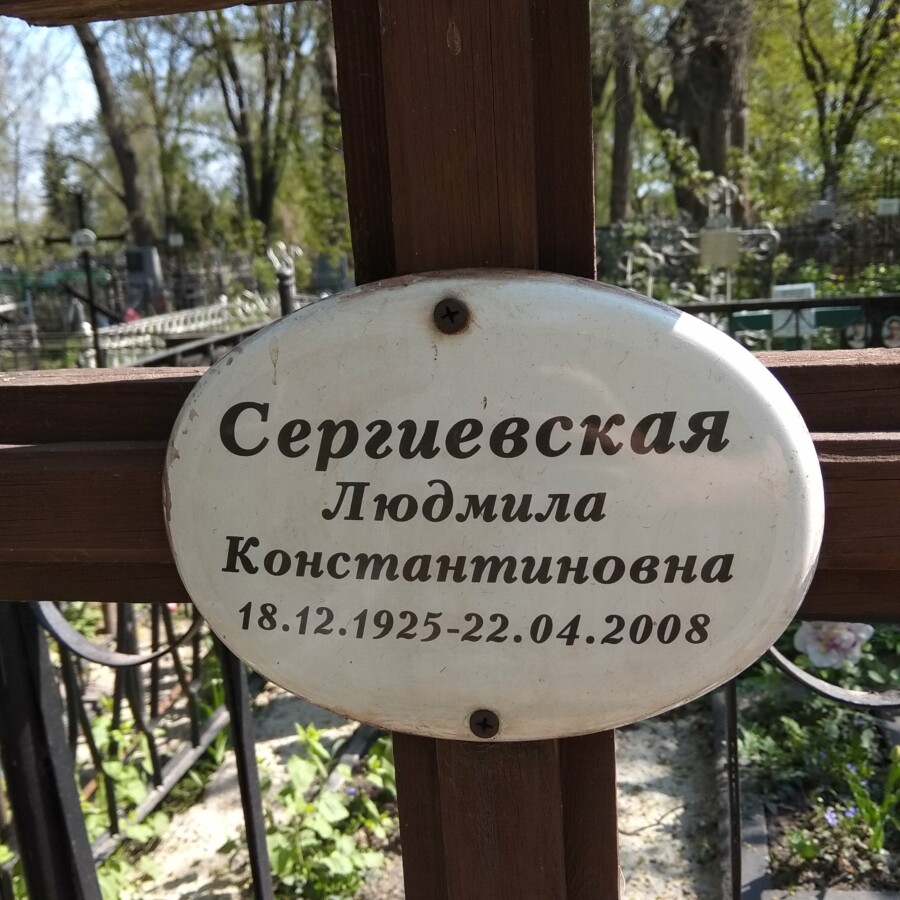 Сергиевская
Людмила
Константиновна
18.12.1925-22.04.2008